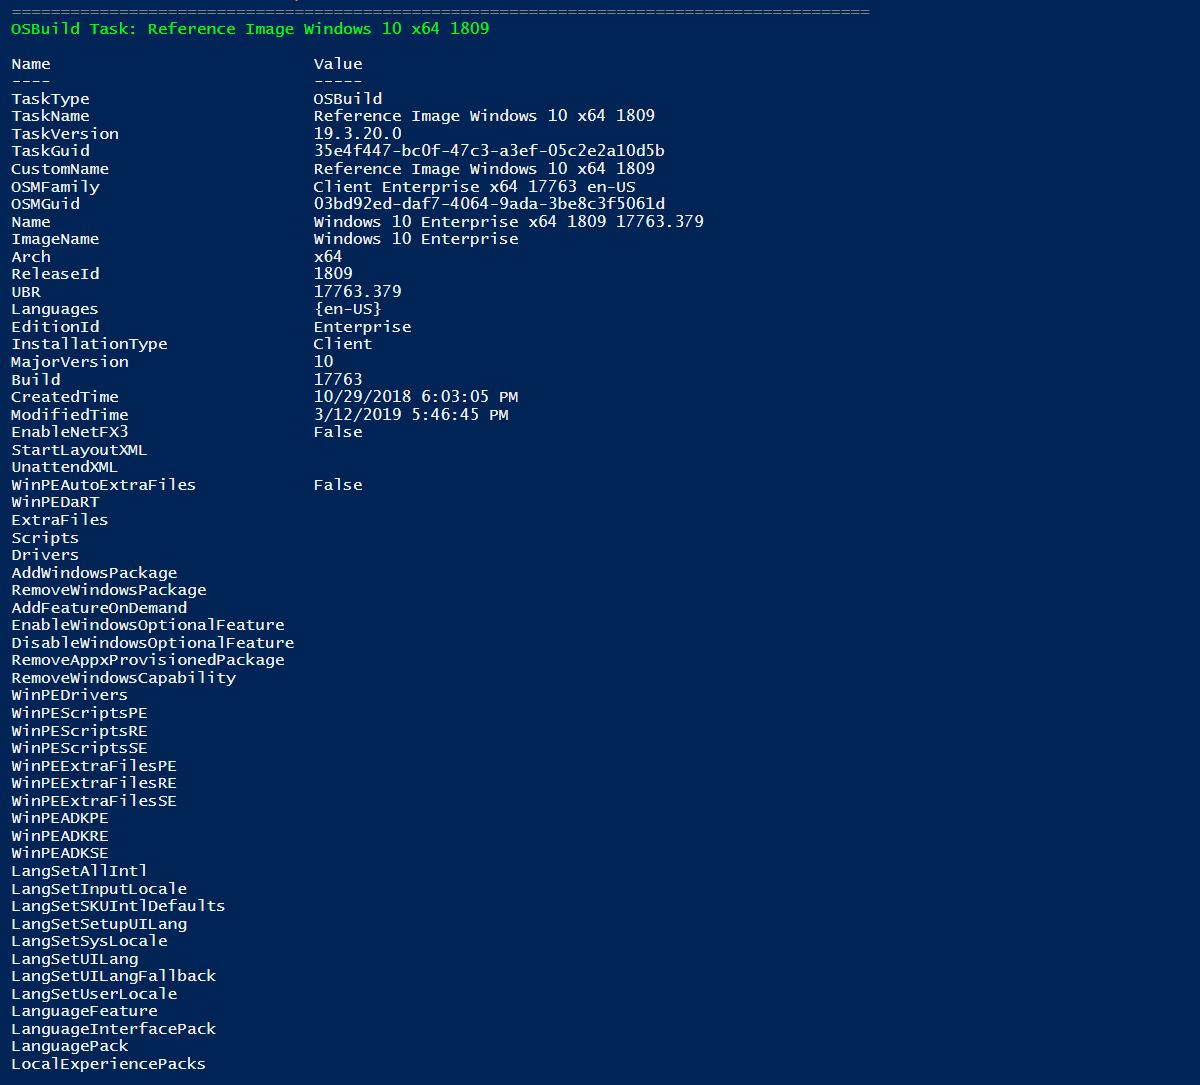 =========================================================================================
OSBuild Task: Reference Image Windows 10 x64 1809
Name Value
---- -----
TaskType OSBuild
TaskName Reference Image Windows 10 x64 1809
TaskVersion 19.3.20.0
TaskGuid 35e4f447-bc0f-47c3-a3ef-05c2e2a10d5b
CustomName Reference Image Windows 10 x64 1809
OSMFamily Client Enterprise x64 17763 en-US
OSMGuid 03bd92ed-daf7-4064-9ada-3be8c3f5061d
Name Windows 10 Enterprise x64 1809 17763.379
ImageName Windows 10 Enterprise
Arch x64
ReleaseId 1809
UBR 17763.379
Languages {en-US}
EditionId Enterprise
InstallationType Client
MajorVersion 10
Build 17763
CreatedTime 10/29/2018 6:03:05 PM
ModifiedTime 3/12/2019 5:46:45 PM
EnableNetFX3 False
StartLayoutXML
UnattendXML
WinPEAutoExtraFiles False
WinPEDaRT
ExtraFiles
Scripts
Drivers
AddWindowsPackage
RemoveWindowsPackage
AddFeatureOnDemand
EnableWindowsOptionalFeature
DisableWindowsOptionalFeature
RemoveAppxProvisionedPackage
RemoveWindowsCapability
WinPEDrivers
WinPEScriptsPE
WinPEScriptsRE
WinPEScriptsSE
WinPEExtraFilesPE
WinPEExtraFilesRE
WinPEExtraFilesSE
WinPEADKPE
WinPEADKRE
WinPEADKSE
LangSetAllIntl
LangSetInputLocale
LangSetSKUIntlDefaults
LangSetSetupUILang
LangSetSysLocale
LangSetUILang
LangSetUILangFallback
LangSetUserLocale
LanguageFeature
LanguageInterfacePack
LanguagePack
LocalExperiencePacks